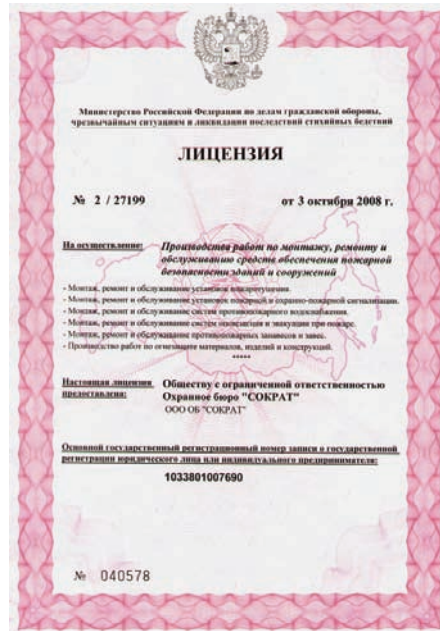 Министерство Российской Федерации по делам гражданской обороны,
чрезвычайным ситуациям и ликвидации последствий стихийных бедствий
ЛИЦЕНЗИЯ
№ 2 / 27199 от 3 октября 2008 г.
На осуществление: Производства работ по монтажу, ремонту и
обслуживанию средств обеспечения пожарной
безопасности зданий и сооружений
- Монтаж, ремонт и обслуживание установок пожаротушения.
- Монтаж, ремонт и обслуживание установок пожарной и охранно-пожарной сигнализации.
- Монтаж, ремонт и обслуживание систем противопожарного водоснабжения.
- Монтаж, ремонт и обслуживание систем оповещения и эвакуации при пожаре.
- Монтаж, ремонт и обслуживание противопожарных занавесов и завес.
- Производство работ по огнезащите материалов, изделий и конструкций.
*****
Настоящая лицензия Обществу с ограниченной ответственностью
предоставлена: Охранное бюро "СОКРАТ"
ООО ОБ "СОКРАТ"
Основной государственный регистрационный номер записи о государственной
регистрации юридического лица или индивидуального предпринимателя:
1033801007690
№ 040578